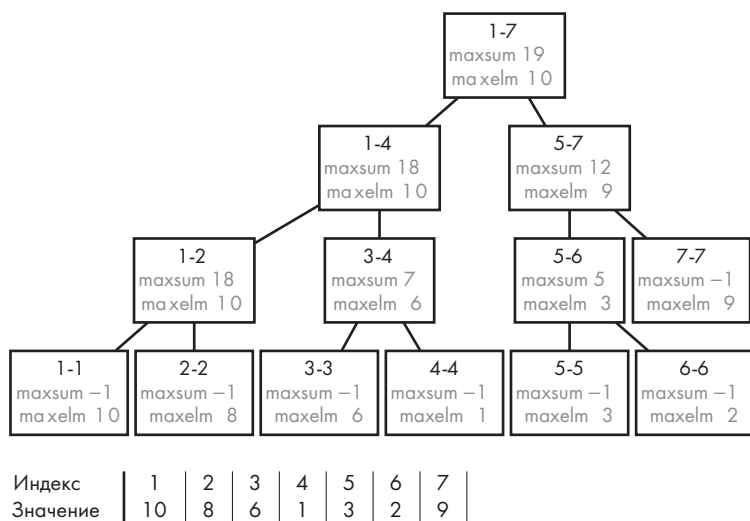 1-7
maxsum 19
maxelm 10
1-4
maxsum 18
maxelm 10
5-7
maxsum 12
maxelm 9
1-2
maxsum 18
maxelm 10
3-4
maxsum 7
maxelm 6
5-6
maxsum 5
maxelm 3
7-7
maxsum −1
maxelm 9
1-1
maxsum −1
maxelm 10
2-2
maxsum −1
maxelm 8
3-3
maxsum −1
maxelm 6
4-4
maxsum −1
maxelm 1
5-5
maxsum −1
maxelm 3
6-6
maxsum −1
maxelm 2
Индекс 1 2 3 4 5 6 7
Значение 10 8 6 1 3 2 9